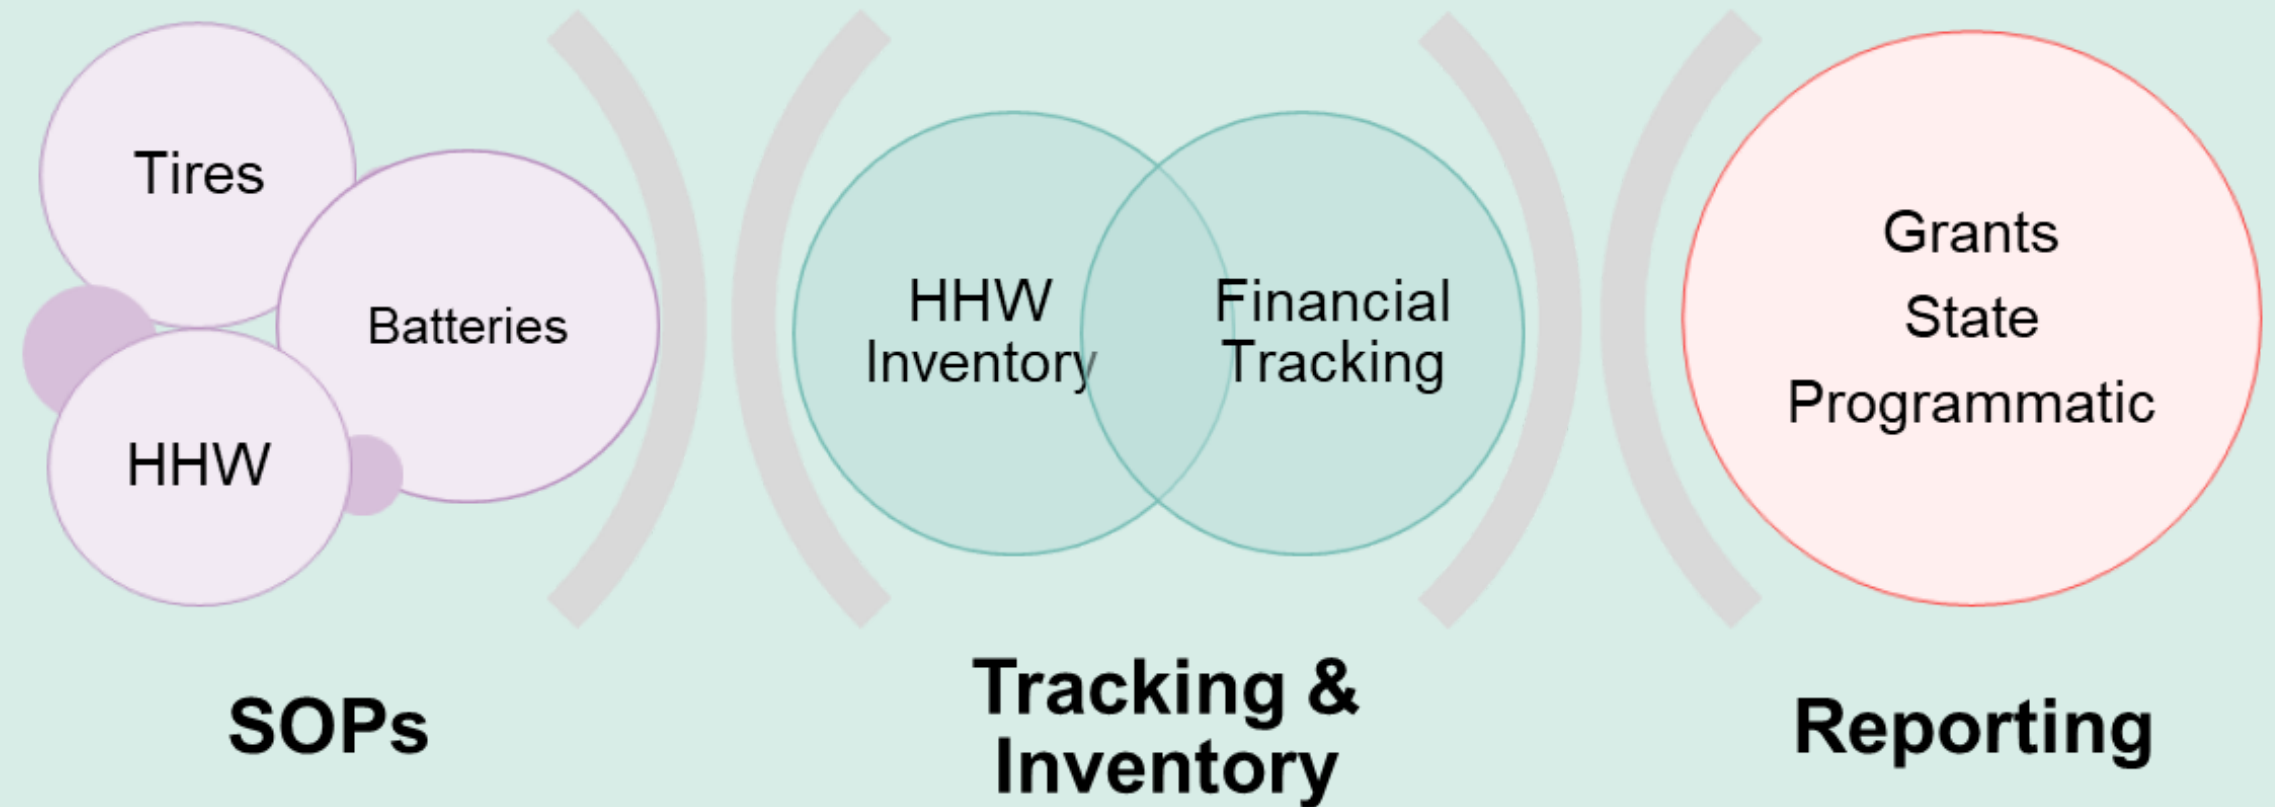 Tires
Batteries
HHW
SOPs
HHW
Inventory
Financial
Tracking
Tracking &
Inventory
Grants
State
Programmatic
Reporting